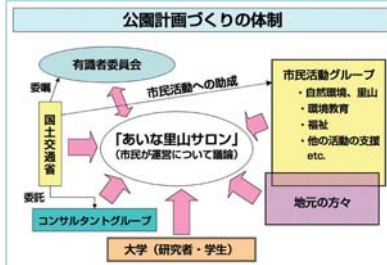 公園計画づくりの体制
有識者委員会
委嘱
市民活動への助成
市民活動グループ
・自然環境、里山
・環境教育
・福祉
・他の活動の支援
etc.
国土交通省
「あいな里山サロン」
（市民が運営について議論）
委託
地元の方々
コンサルタントグループ
大学（研究者・学生）